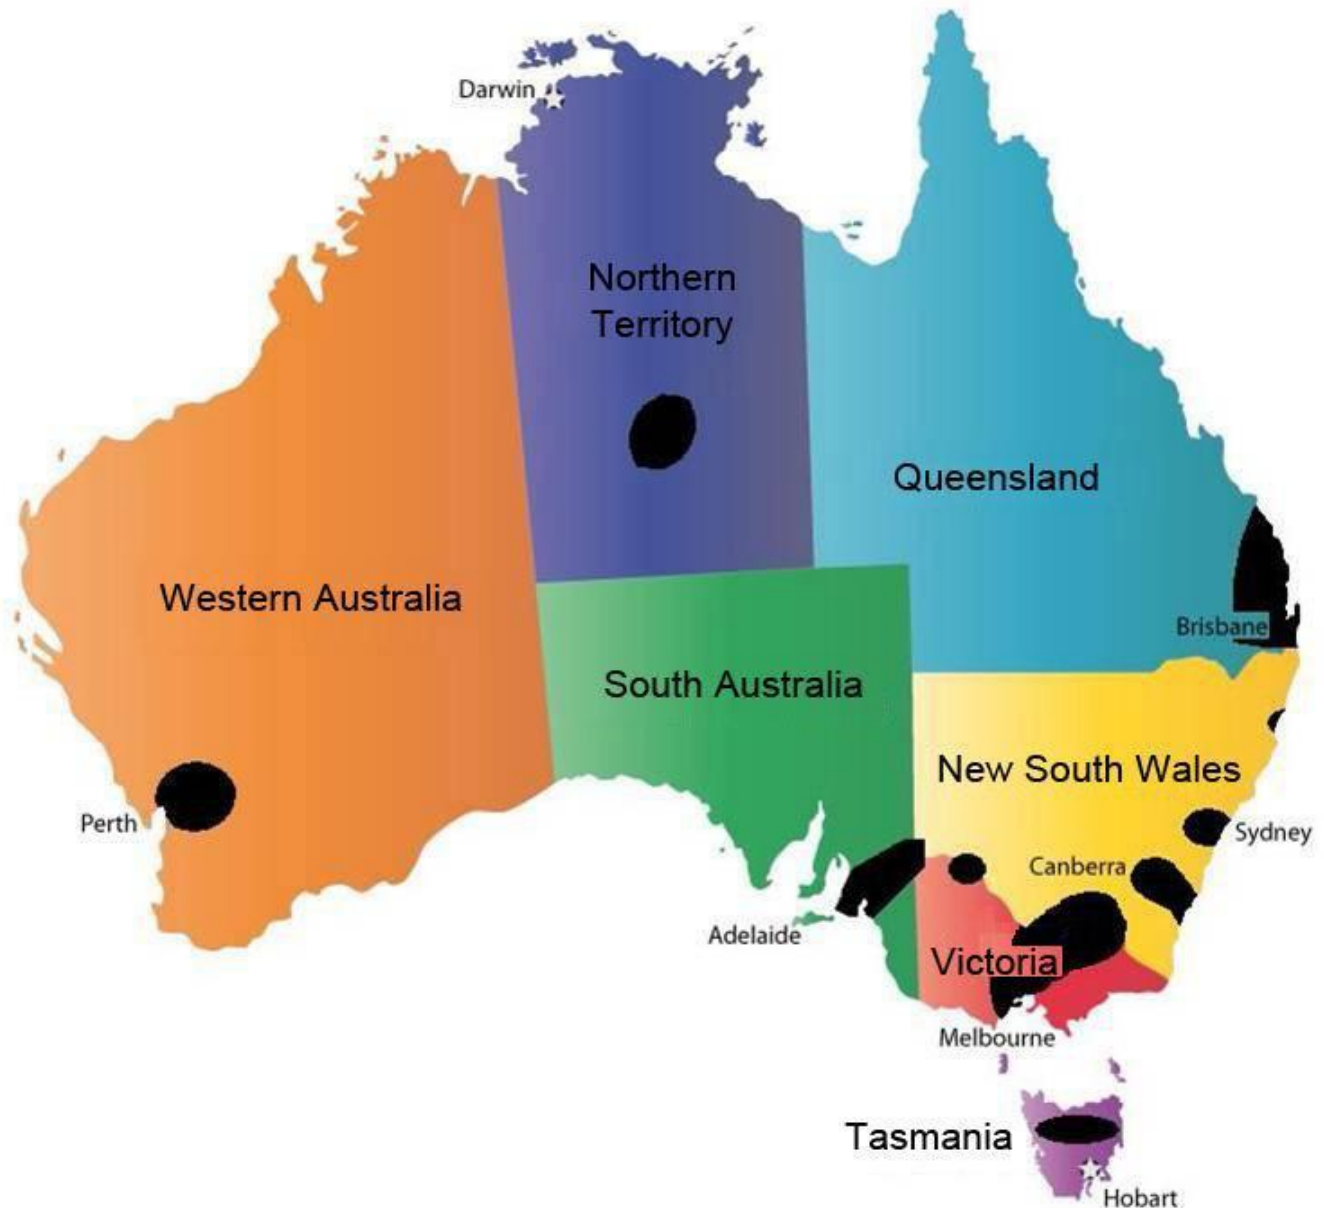 Darwin
Northern
Territory
Queensland
Western Australia
Brisbane
South Australia
New South Wales
Perth
Sydney
Canberra
Adelaide
Victoria
Melbourne
Tasmania
Hobart